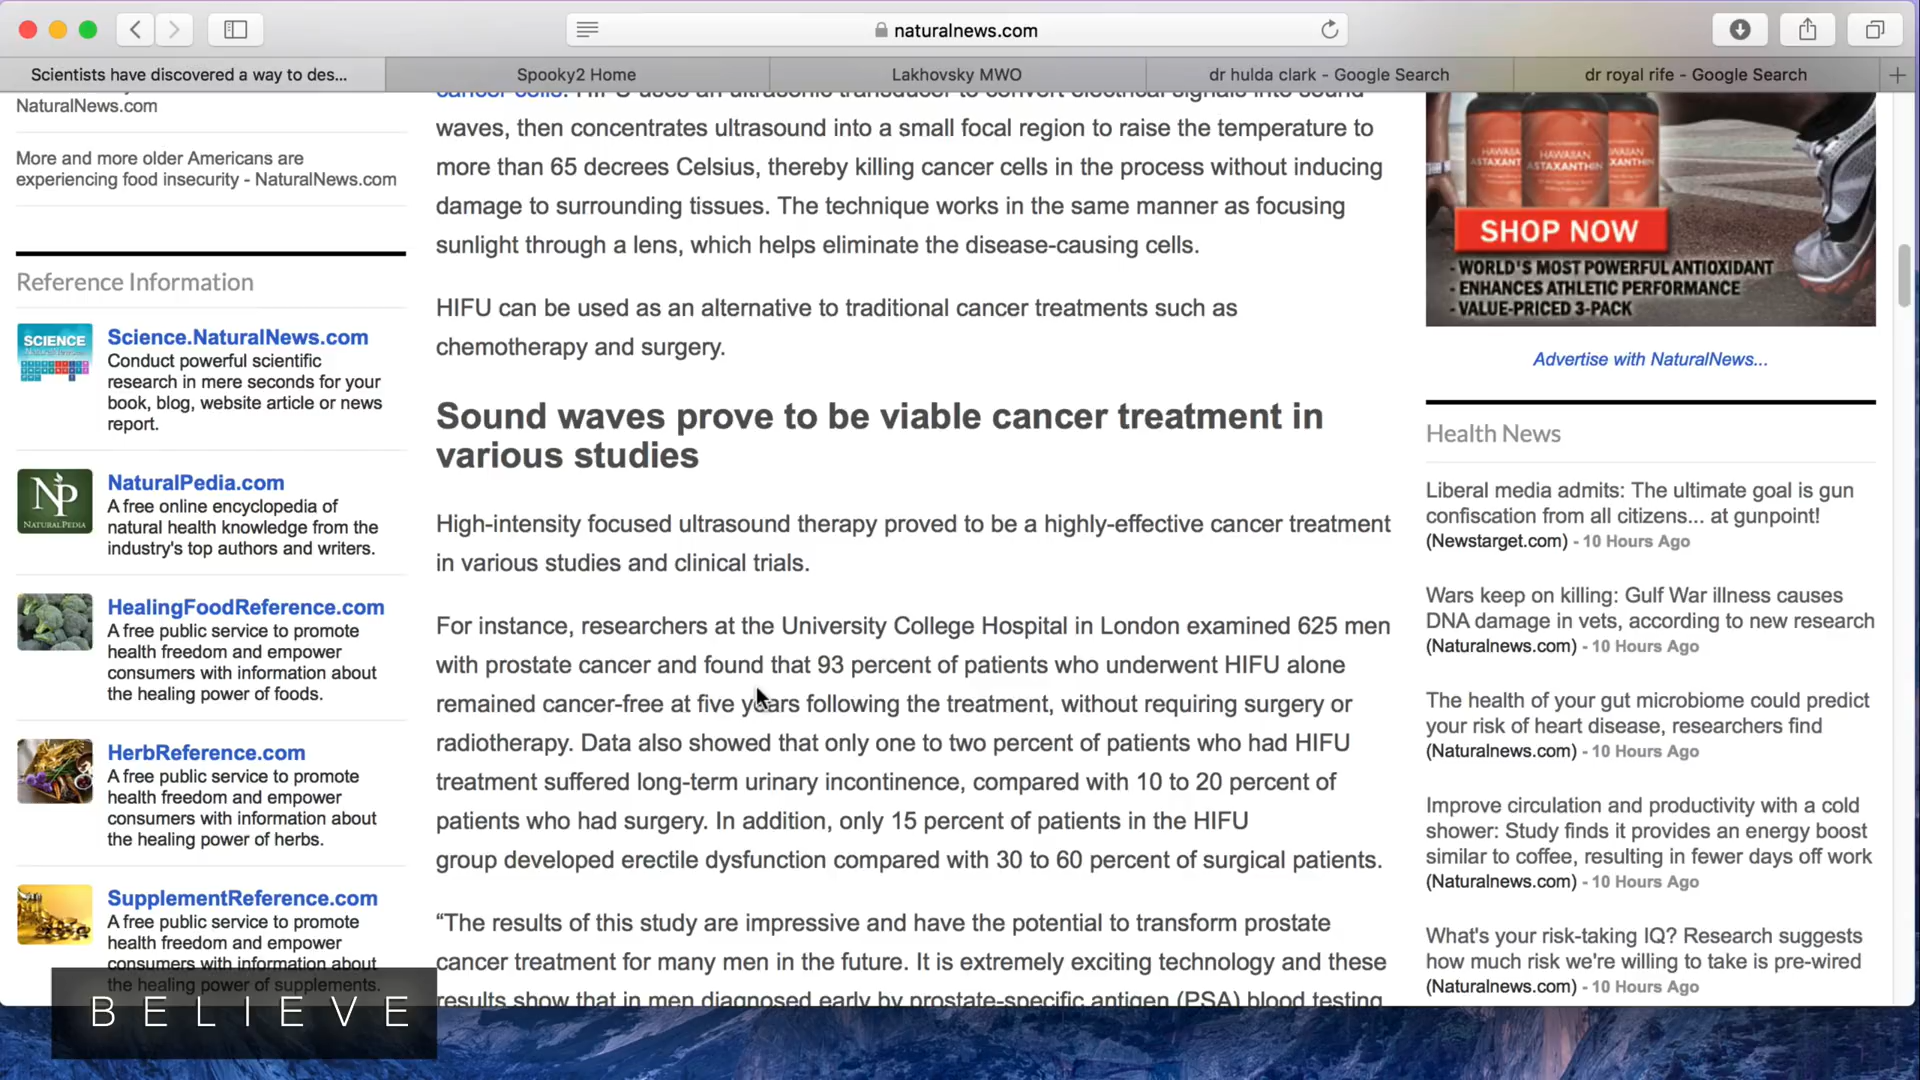 naturalnews.com
Scientists have discovered a way to des...
Spooky2 Home
Lakhovsky MWO
dr hulda clark - Google Search
dr royal rife - Google Search
NaturalNews.com
More and more older Americans are
experiencing food insecurity - NaturalNews.com
Reference Information
SCIENCE
Science.NaturalNews.com
Conduct powerful scientific
research in mere seconds for your
book, blog, website article or news
report.
NP
NATURALPEDIA
NaturalPedia.com
A free online encyclopedia of
natural health knowledge from the
industry's top authors and writers.
HealingFoodReference.com
A free public service to promote
health freedom and empower
consumers with information about
the healing power of foods.
HerbReference.com
A free public service to promote
health freedom and empower
consumers with information about
the healing power of herbs.
SupplementReference.com
A free public service to promote
health freedom and empower
consumers with information about
the healing power of supplements.
BELIEVE
cancer cells. HIFU uses an ultrasonic transducer to convert electrical signals into sound
waves, then concentrates ultrasound into a small focal region to raise the temperature to
more than 65 decrees Celsius, thereby killing cancer cells in the process without inducing
damage to surrounding tissues. The technique works in the same manner as focusing
sunlight through a lens, which helps eliminate the disease-causing cells.
HIFU can be used as an alternative to traditional cancer treatments such as
chemotherapy and surgery.
Sound waves prove to be viable cancer treatment in
various studies
High-intensity focused ultrasound therapy proved to be a highly-effective cancer treatment
in various studies and clinical trials.
For instance, researchers at the University College Hospital in London examined 625 men
with prostate cancer and found that 93 percent of patients who underwent HIFU alone
remained cancer-free at five years following the treatment, without requiring surgery or
radiotherapy. Data also showed that only one to two percent of patients who had HIFU
treatment suffered long-term urinary incontinence, compared with 10 to 20 percent of
patients who had surgery. In addition, only 15 percent of patients in the HIFU
group developed erectile dysfunction compared with 30 to 60 percent of surgical patients.
“The results of this study are impressive and have the potential to transform prostate
cancer treatment for many men in the future. It is extremely exciting technology and these
results show that in men diagnosed early by prostate-specific antigen (PSA) blood testing
HAWAIIAN
ASTAXANTHIN
SHOP NOW
- WORLD'S MOST POWERFUL ANTIOXIDANT
- ENHANCES ATHLETIC PERFORMANCE
- VALUE-PRICED 3-PACK
Advertise with NaturalNews...
Health News
Liberal media admits: The ultimate goal is gun
confiscation from all citizens... at gunpoint!
(Newstarget.com) - 10 Hours Ago
Wars keep on killing: Gulf War illness causes
DNA damage in vets, according to new research
(Naturalnews.com) - 10 Hours Ago
The health of your gut microbiome could predict
your risk of heart disease, researchers find
(Naturalnews.com) - 10 Hours Ago
Improve circulation and productivity with a cold
shower: Study finds it provides an energy boost
similar to coffee, resulting in fewer days off work
(Naturalnews.com) - 10 Hours Ago
What's your risk-taking IQ? Research suggests
how much risk we're willing to take is pre-wired
(Naturalnews.com) - 10 Hours Ago